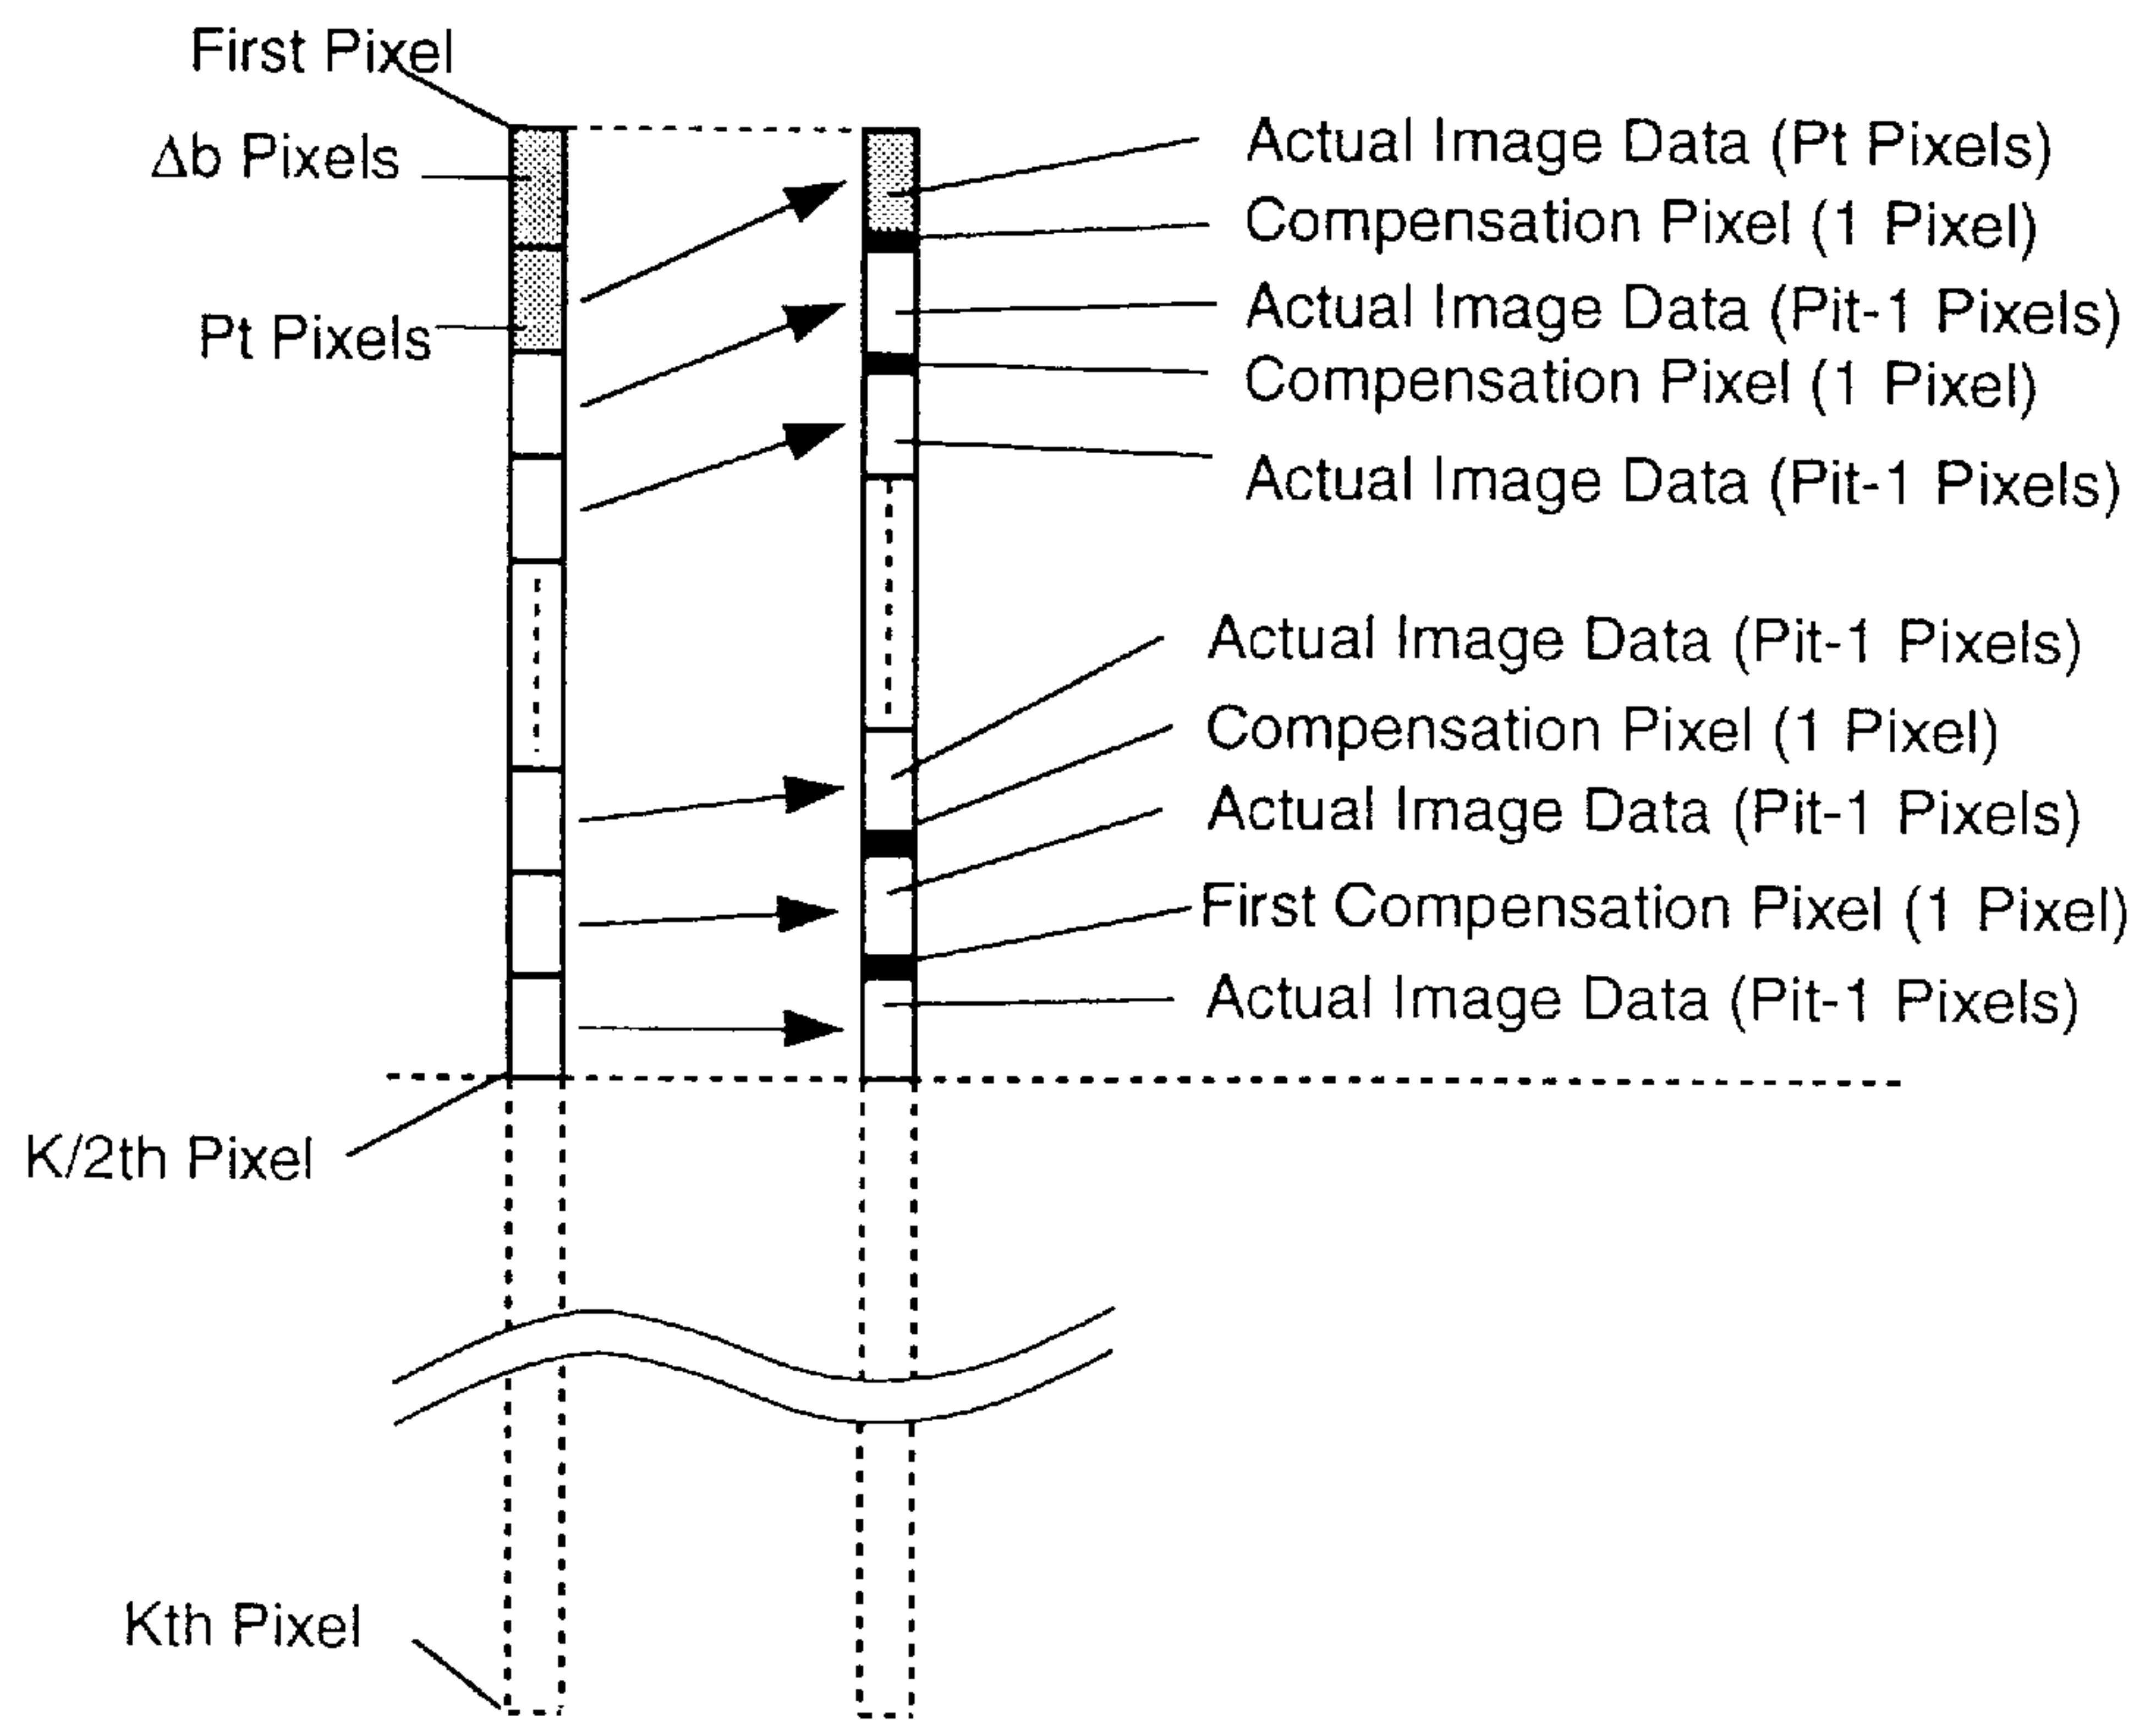 First Pixel
Δb Pixels
Pt Pixels
Actual Image Data (Pt Pixels)
Compensation Pixel (1 Pixel)
Actual Image Data (Pit-1 Pixels)
Compensation Pixel (1 Pixel)
Actual Image Data (Pit-1 Pixels)
Actual Image Data (Pit-1 Pixels)
Compensation Pixel (1 Pixel)
Actual Image Data (Pit-1 Pixels)
First Compensation Pixel (1 Pixel)
Actual Image Data (Pit-1 Pixels)
K/2th Pixel
Kth Pixel